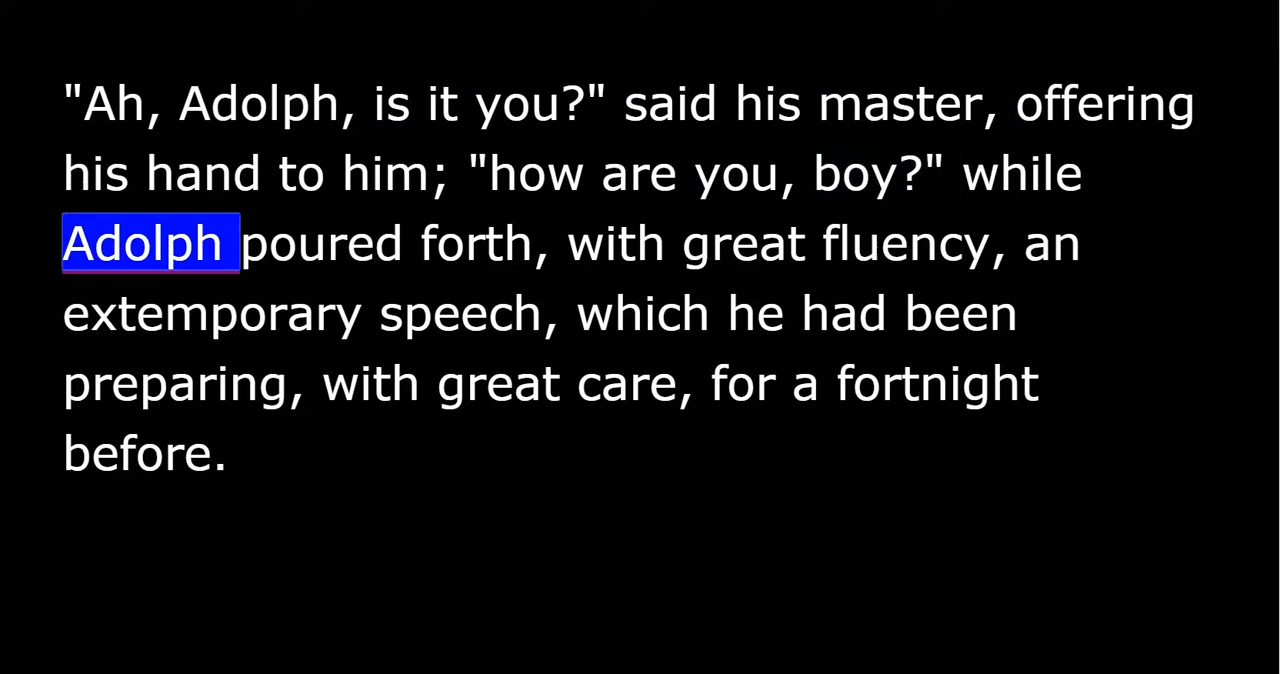 "Ah, Adolph, is it you?" said his master, offering
his hand to him; "how are you, boy?" while
Adolph poured forth, with great fluency, an
extemporary speech, which he had been
preparing, with great care, for a fortnight
before.